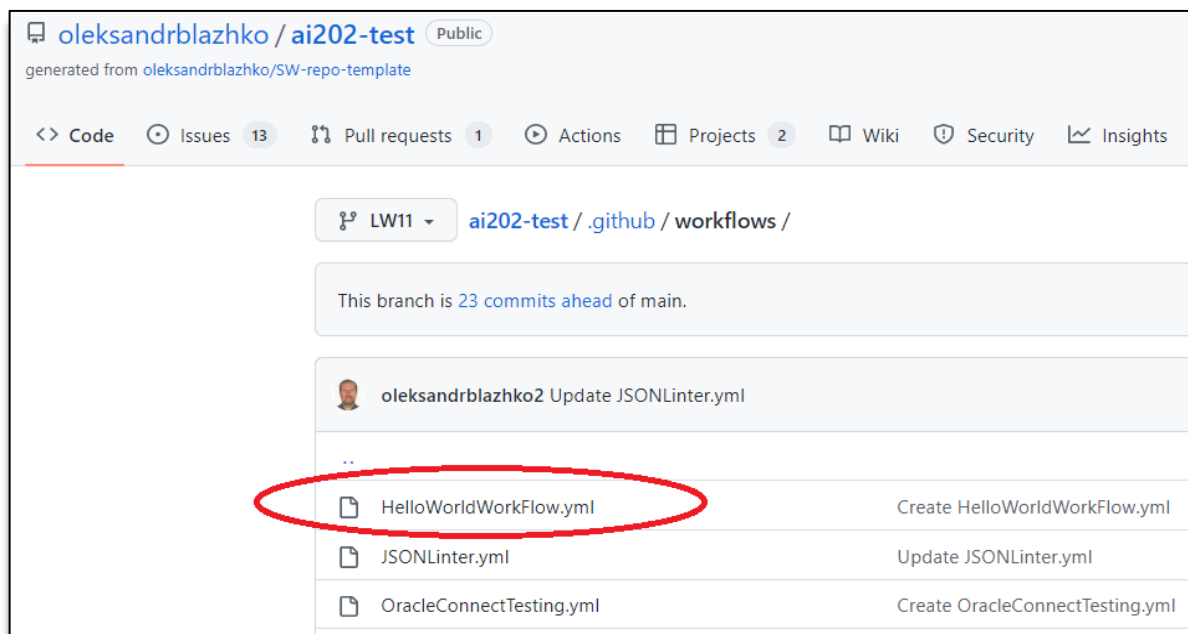 oleksandrblazhko / ai202-test Public
generated from oleksandrblazhko/SW-repo-template
<> Code Issues 13 Pull requests 1 Actions Projects 2 Wiki Security Insights
LW11 ai202-test / .github / workflows /
This branch is 23 commits ahead of main.
oleksandrblazhko2 Update JSONLinter.yml
..
HelloWorldWorkFlow.yml Create HelloWorldWorkFlow.yml
JSONLinter.yml Update JSONLinter.yml
OracleConnectTesting.yml Create OracleConnectTesting.yml